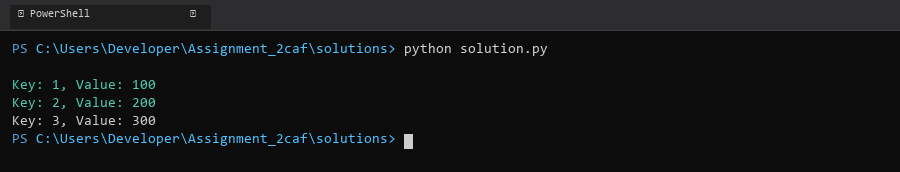 PowerShell
PS C:\Users\Developer\Assignment_2caf\solutions> python solution.py
Key: 1, Value: 100
Key: 2, Value: 200
Key: 3, Value: 300
PS C:\Users\Developer\Assignment_2caf\solutions>